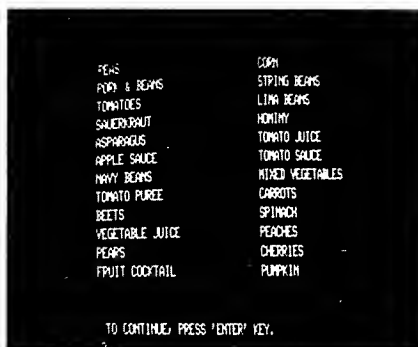 PEAS
PORK & BEANS
TOMATOES
SAUERKRAUT
ASPARAGUS
APPLE SAUCE
NAVY BEANS
TOMATO PUREE
BEETS
VEGETABLE JUICE
PEARS
FRUIT COCKTAIL
CORN
STRING BEANS
LIMA BEANS
HOMINY
TOMATO JUICE
TOMATO SAUCE
MIXED VEGETABLES
CARROTS
SPINACH
PEACHES
CHERRIES
PUMPKIN
TO CONTINUE, PRESS 'ENTER' KEY.